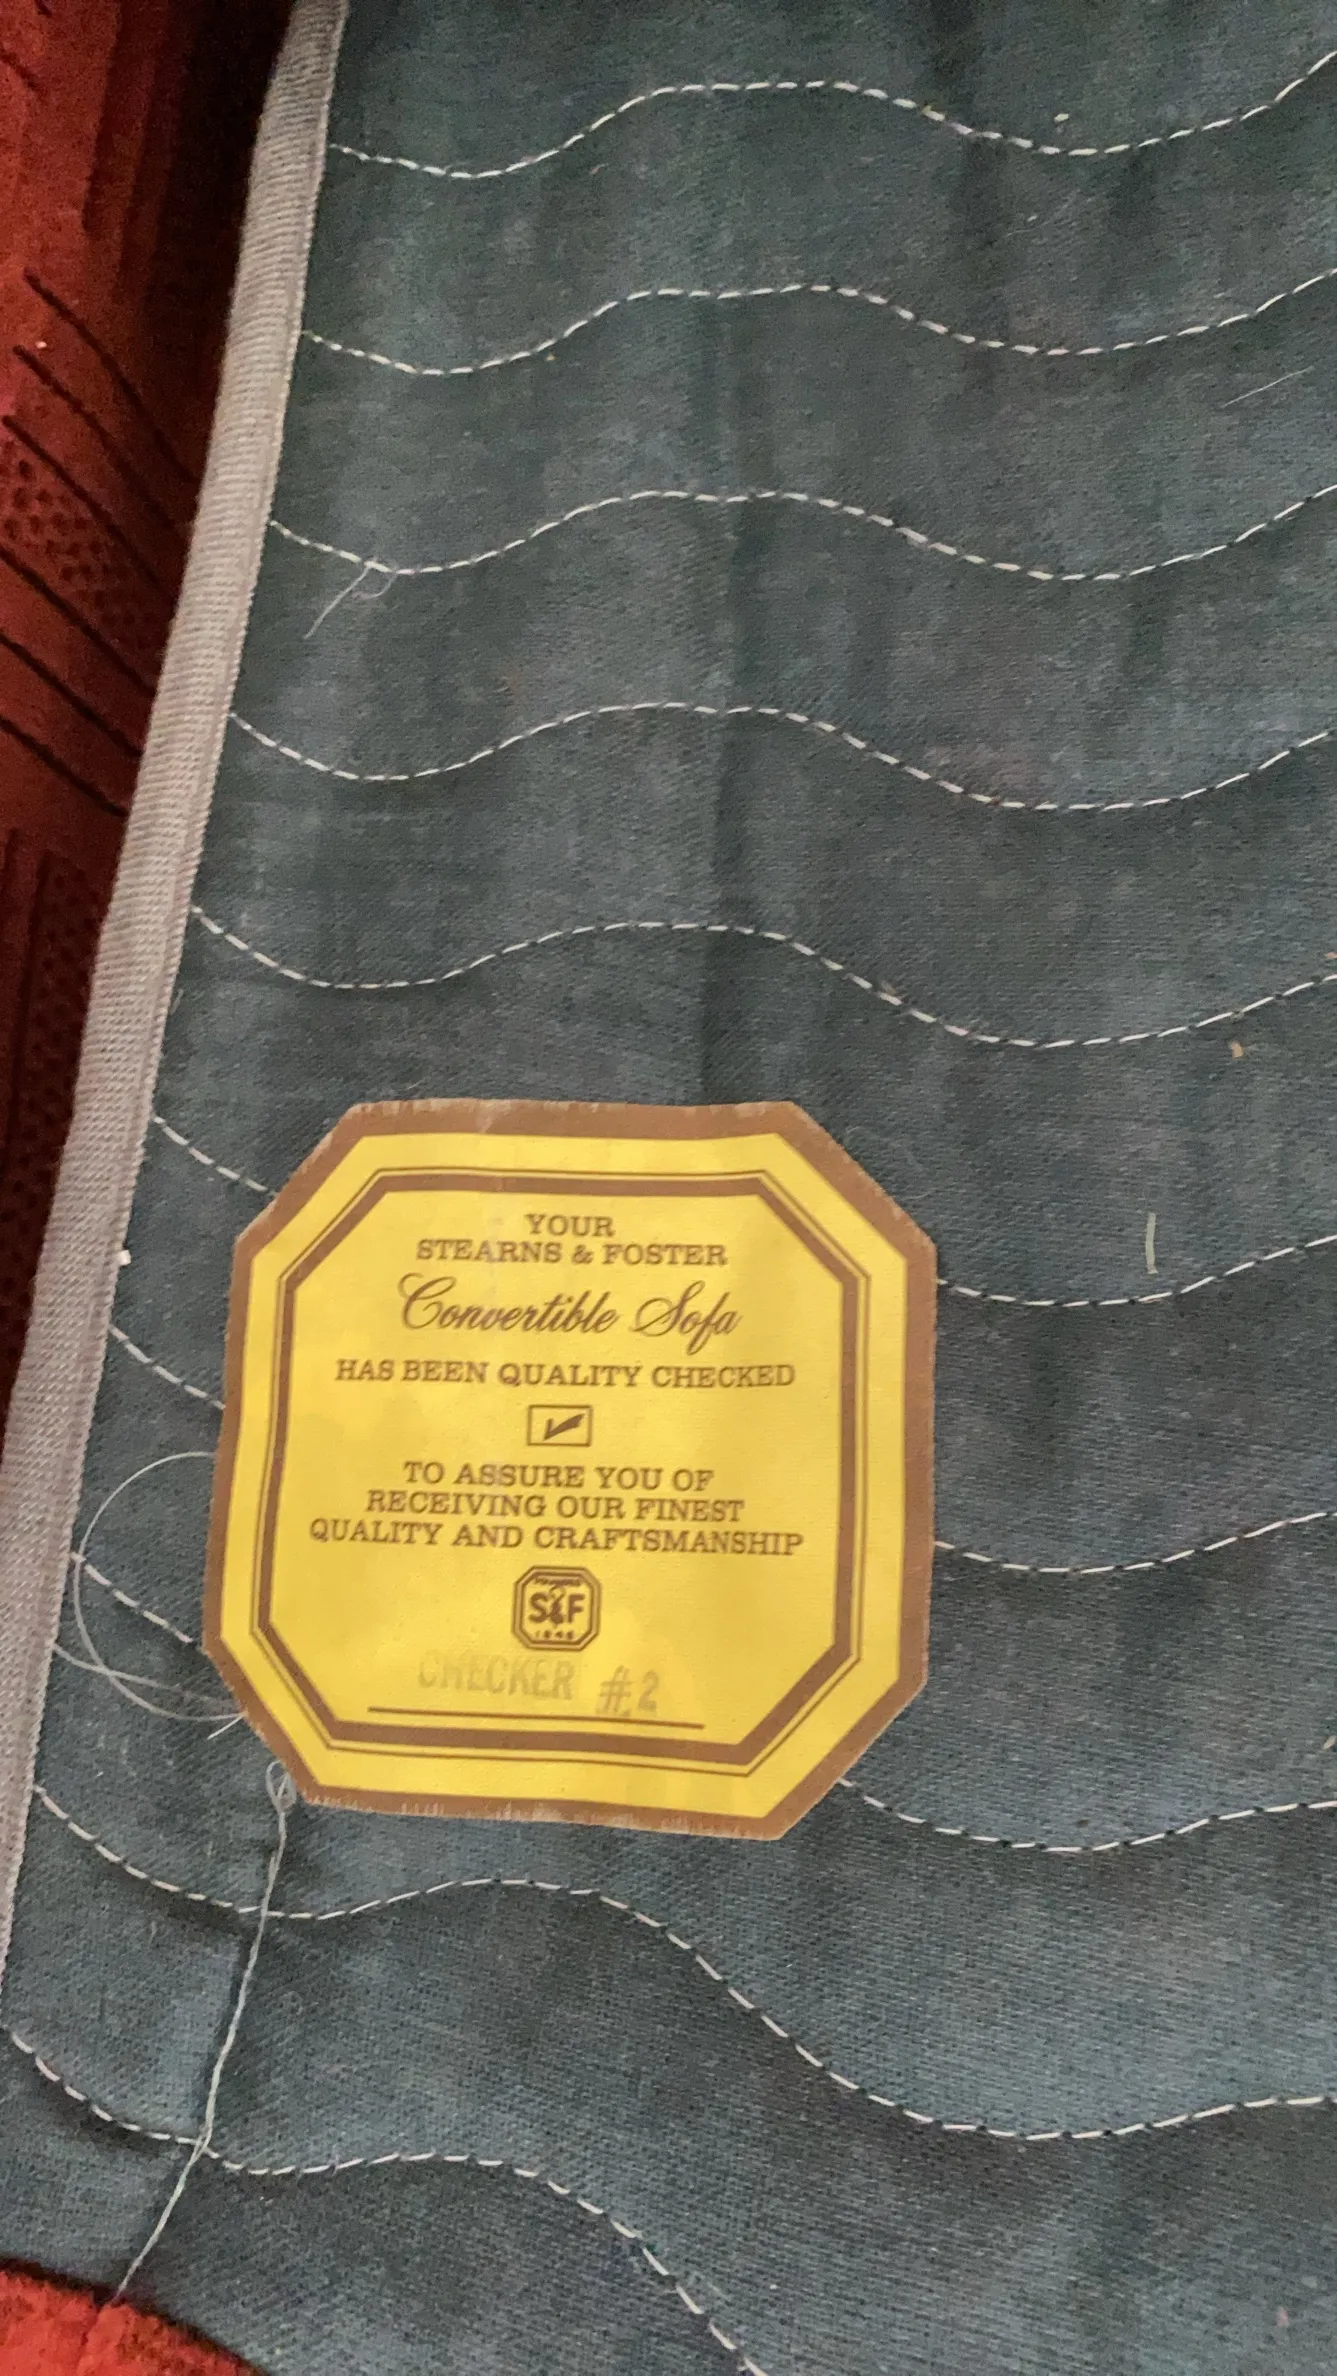 YOUR
STEARNS & FOSTER
Convertible Sofa
HAS BEEN QUALITY CHECKED
TO ASSURE YOU OF
RECEIVING OUR FINEST
QUALITY AND CRAFTSMANSHIP
S&F
1846
CHECKER #2